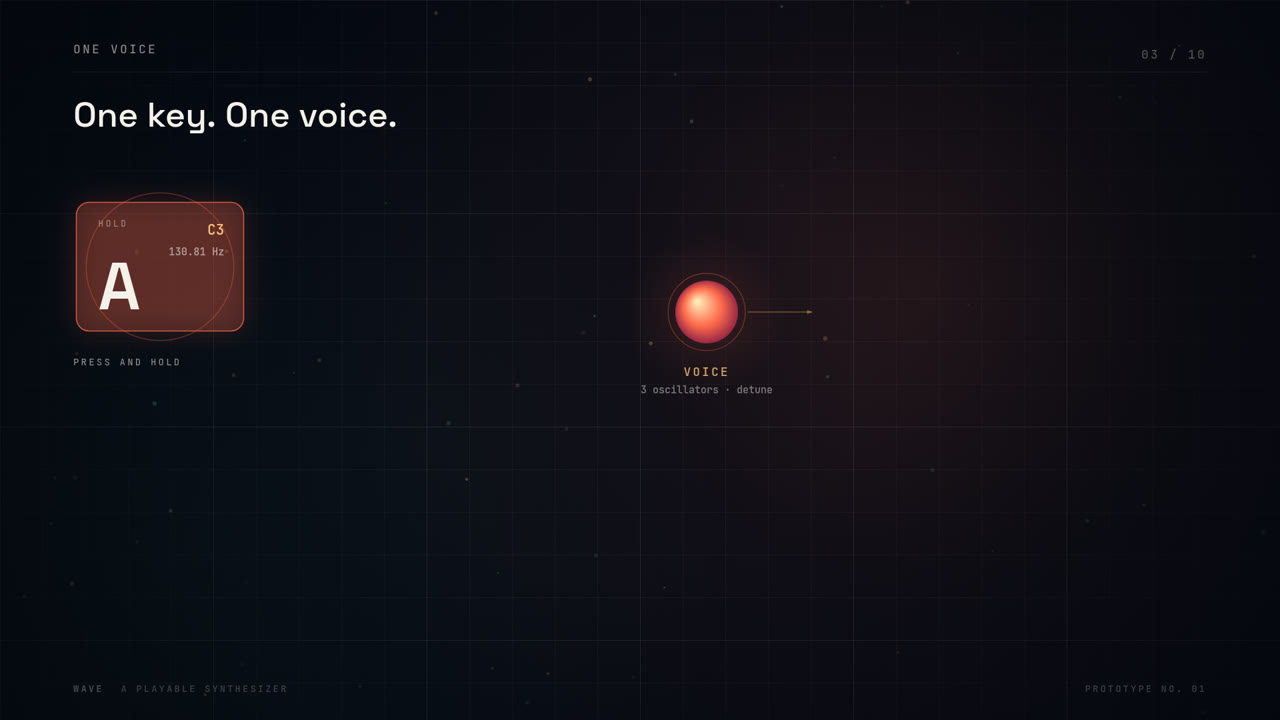 ONE VOICE
03 / 10
One key. One voice.
HOLD
C3
130.81 Hz
A
PRESS AND HOLD
VOICE
3 oscillators · detune
WAVE A PLAYABLE SYNTHESIZER
PROTOTYPE NO. 01